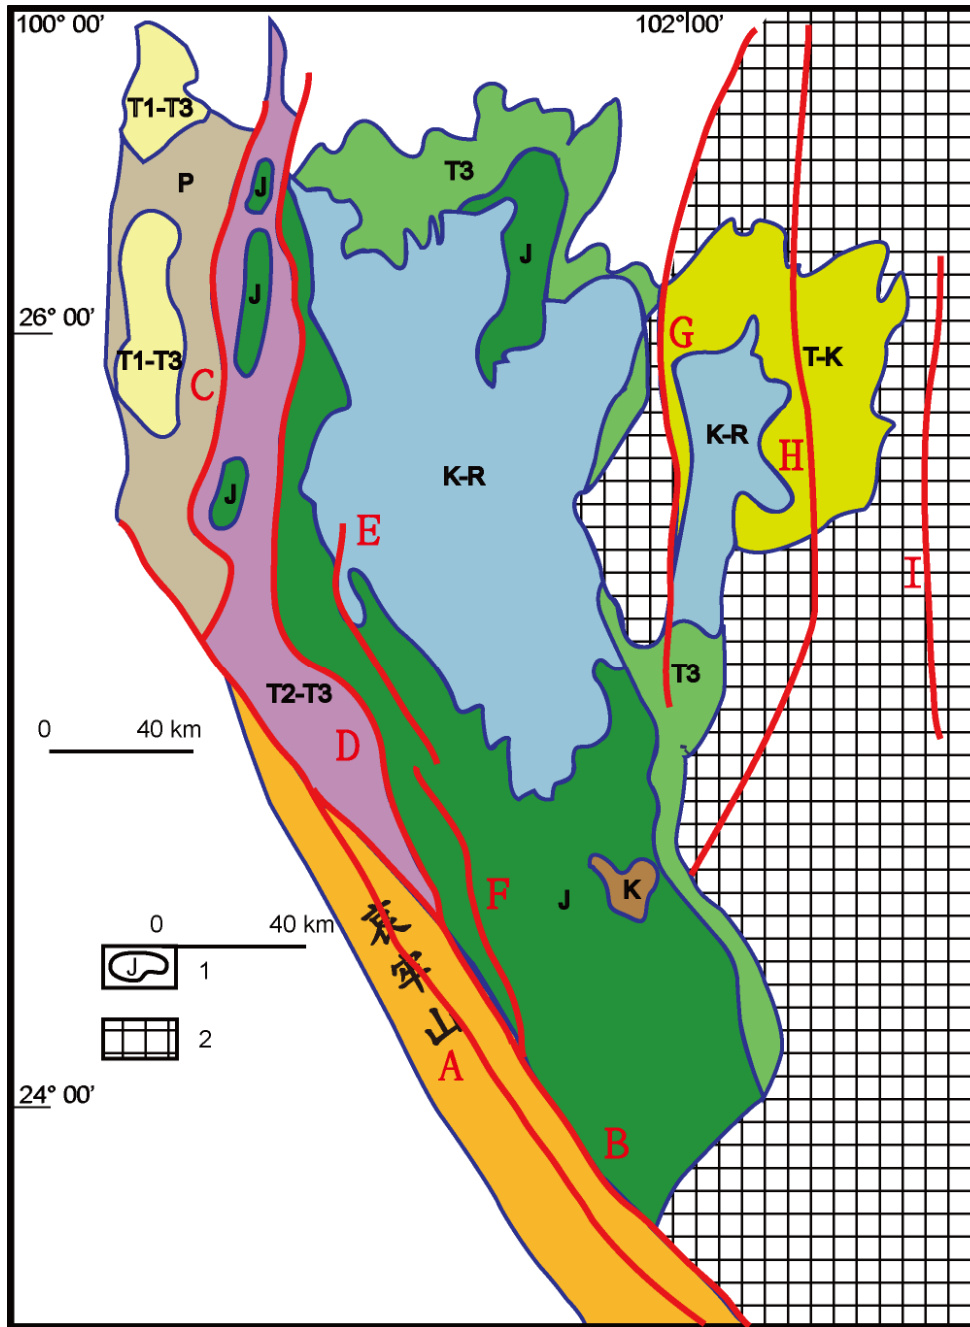 100° 00′
102° 00′
T1-T3
T3
P
J
J
J
26° 00′
G
T1-T3
C
T-K
K-R
H
K-R
J
E
I
T3
T2-T3
0 40 km
D
K
F
J
0 40 km
哀牢山
J 1
2
A
24° 00′
B